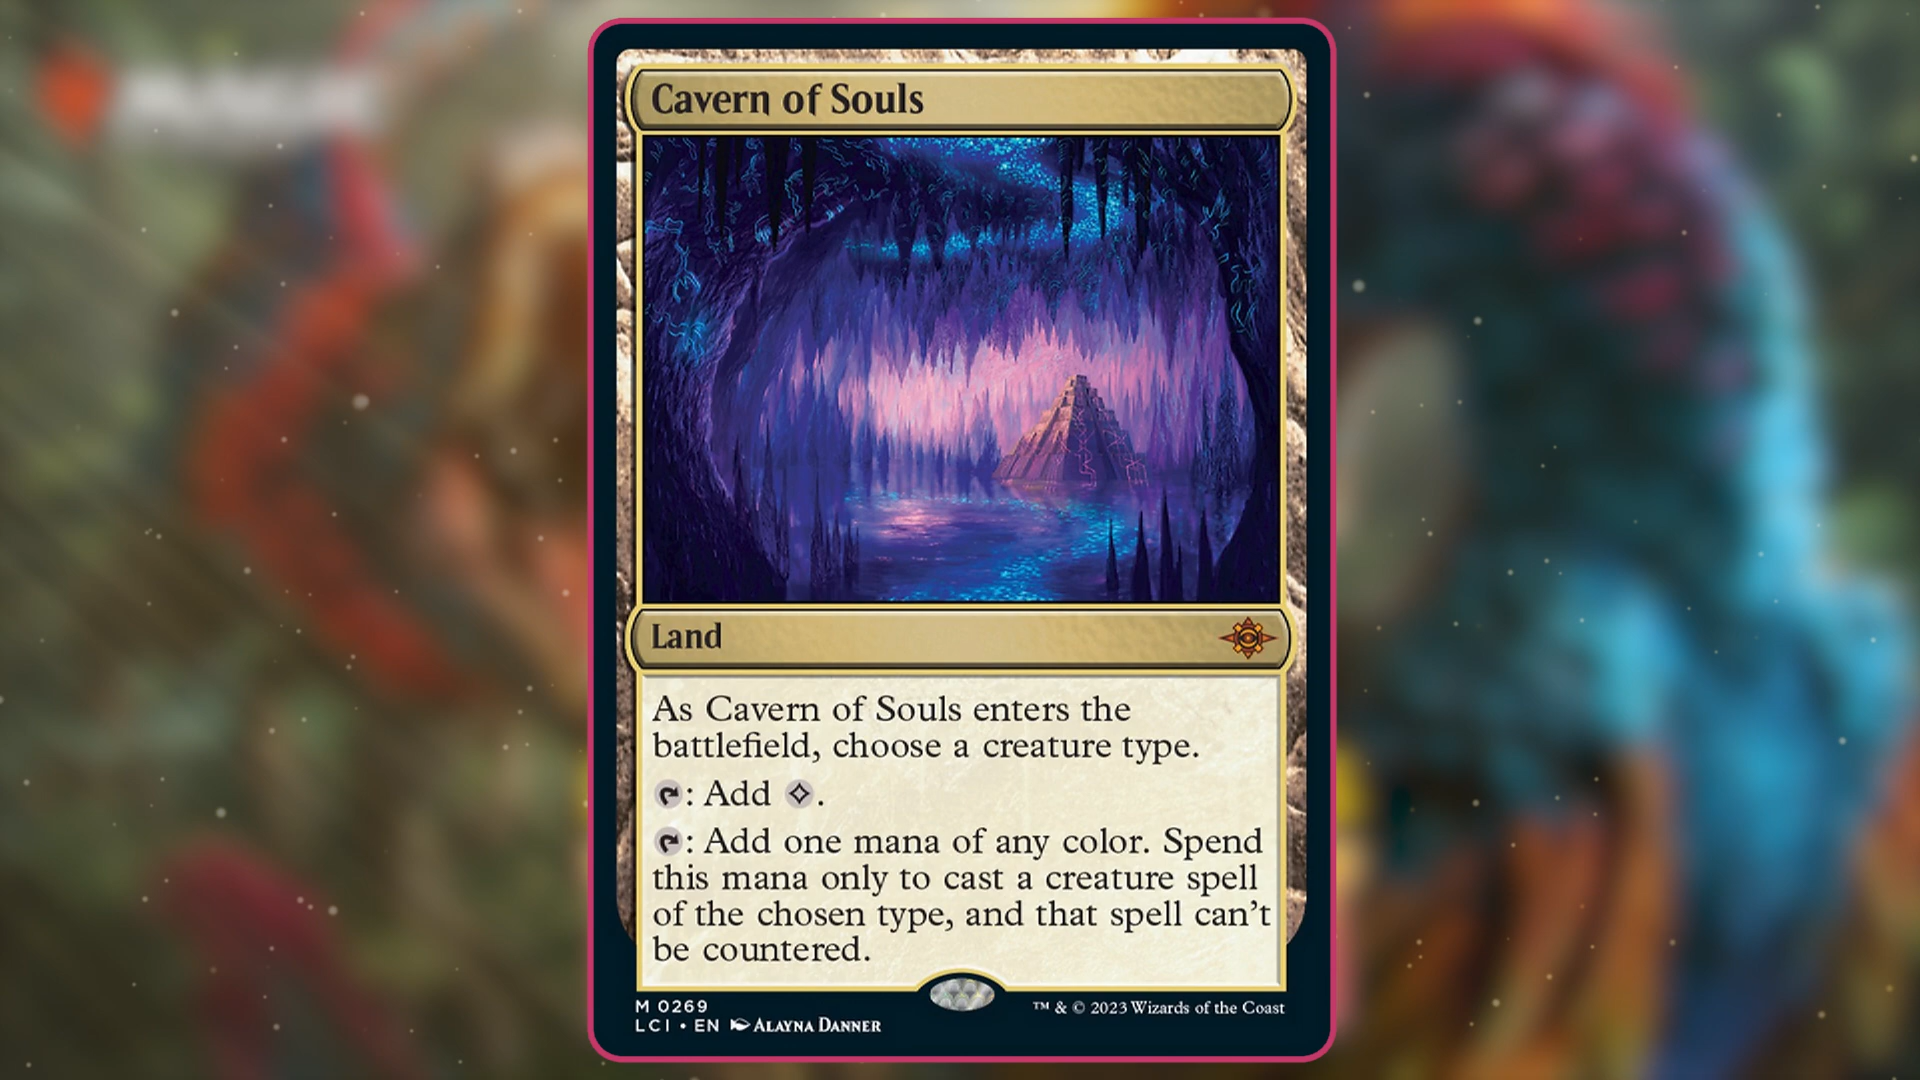 Cavern of Souls
Land
As Cavern of Souls enters the
battlefield, choose a creature type.
: Add .
: Add one mana of any color. Spend
this mana only to cast a creature spell
of the chosen type, and that spell can't
be countered.
M 0269
LCI • EN ALAYNA DANNER
™ & © 2023 Wizards of the Coast